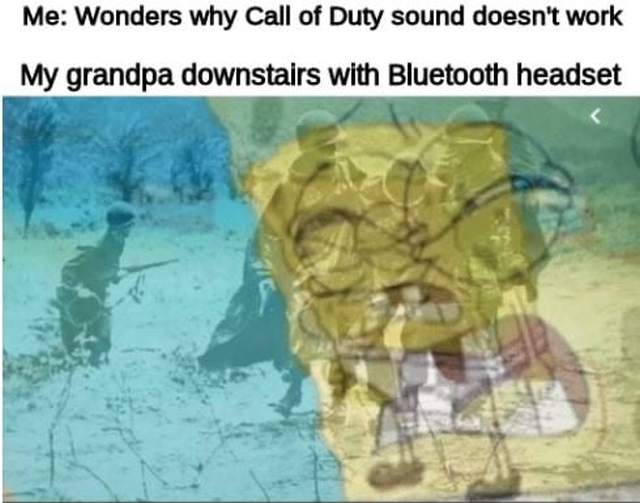 Me: Wonders why Call of Duty sound doesn't work
My grandpa downstairs with Bluetooth headset